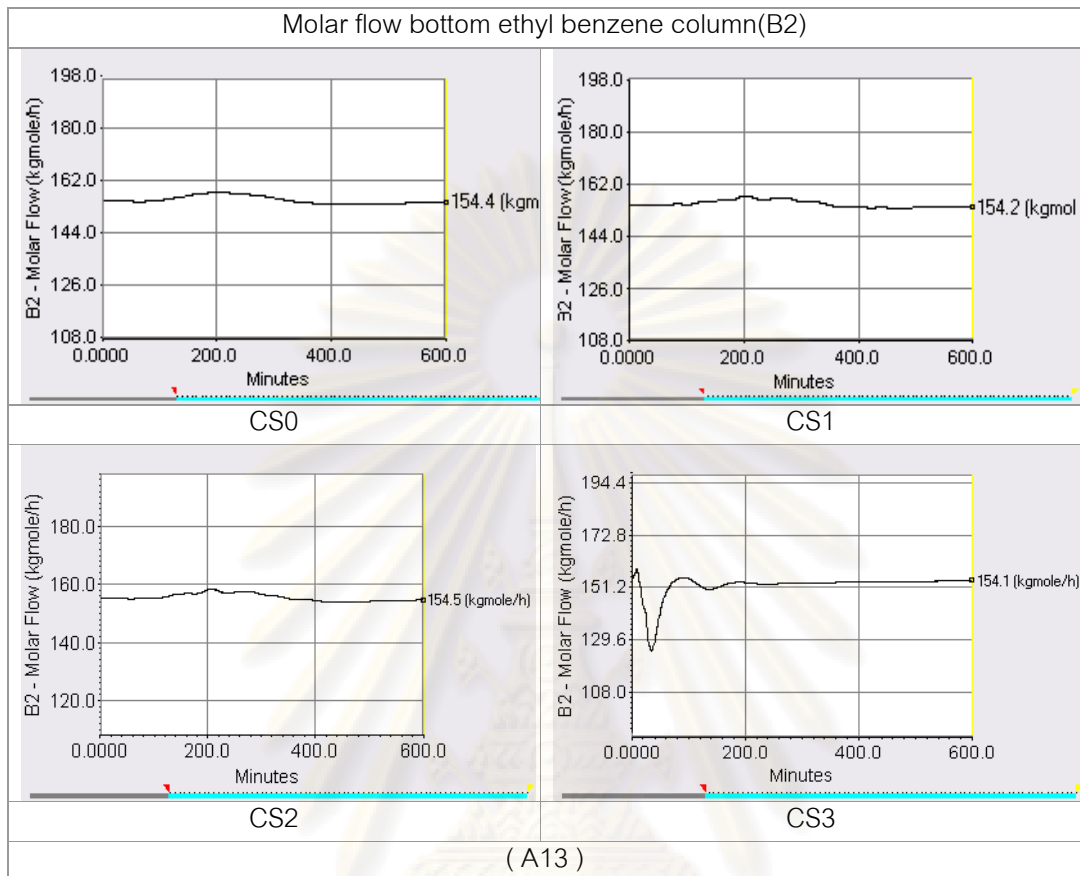 Molar flow bottom ethyl benzene column(B2)
B2 - Molar Flow (kgmole/h)
198.0
180.0
162.0
144.0
126.0
108.0
0.0000
200.0
400.0
600.0
Minutes
154.4 (kgm
CS0
B2 - Molar Flow (kgmole/h)
198.0
180.0
162.0
144.0
126.0
108.0
0.0000
200.0
400.0
600.0
Minutes
154.2 (kgmol
CS1
B2 - Molar Flow (kgmole/h)
180.0
160.0
140.0
120.0
0.0000
200.0
400.0
600.0
Minutes
154.5 (kgmole/h)
CS2
B2 - Molar Flow (kgmole/h)
194.4
172.8
151.2
129.6
108.0
0.0000
200.0
400.0
600.0
Minutes
154.1 (kgmole/h)
CS3
( A13 )